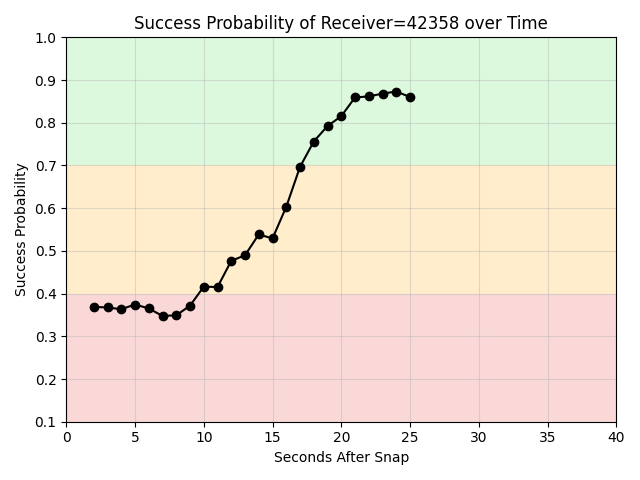 Success Probability of Receiver=42358 over Time
1.0
0.9
0.8
0.7
0.6
0.5
0.4
0.3
0.2
0.1
Success Probability
0 5 10 15 20 25 30 35 40
Seconds After Snap